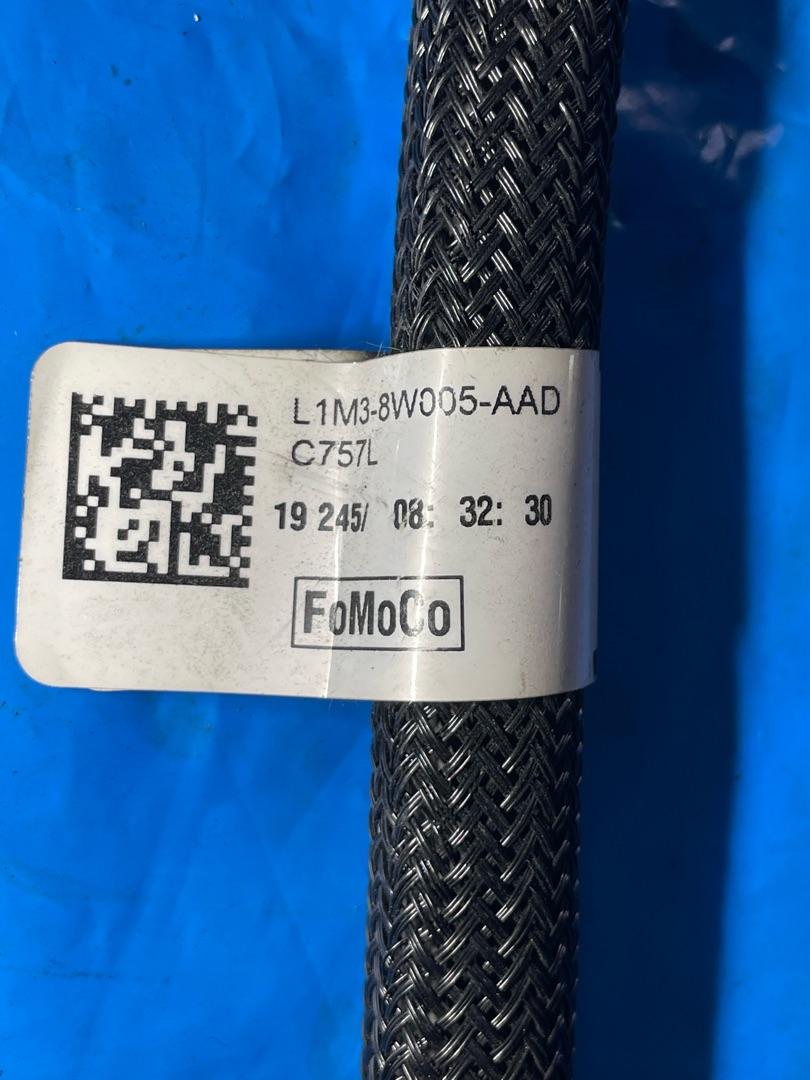 L1M3-8W005-AAD
C757L
19 245/ 08: 32: 30
FoMoCo